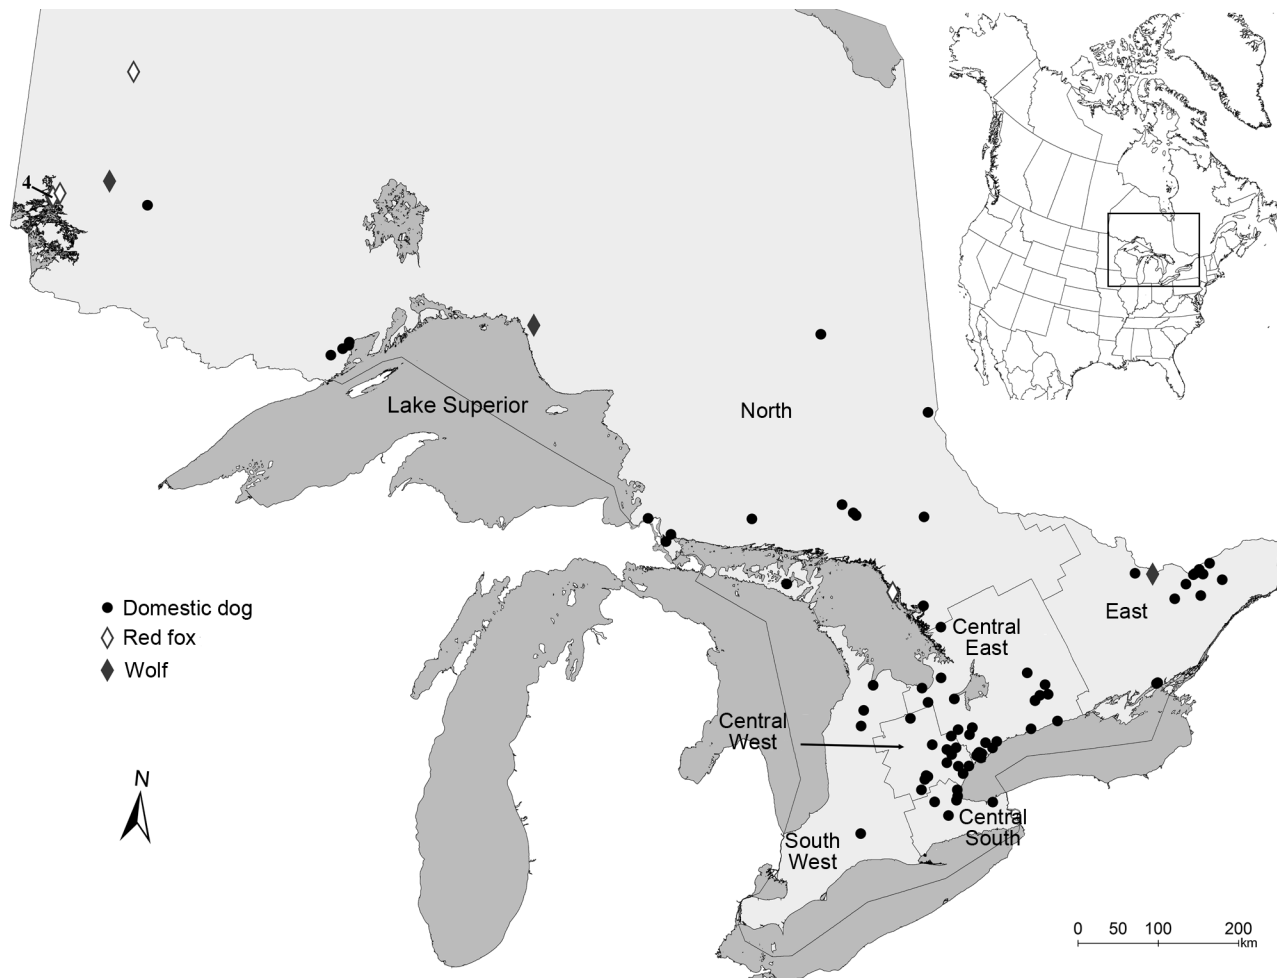 4
Lake Superior
North
Domestic dog
Red fox
Wolf
East
Central
East
Central
West
N
South
West
Central
South
0 50 100 200
km